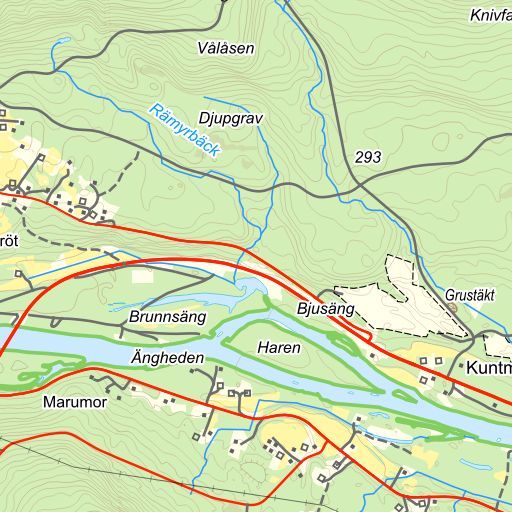 Knivfa
Vålåsen
Djupgrav
Rämyrbäck
293
röt
Grustäkt
Bjusäng
Brunnsäng
Haren
Ängheden
Kuntm
Marumor